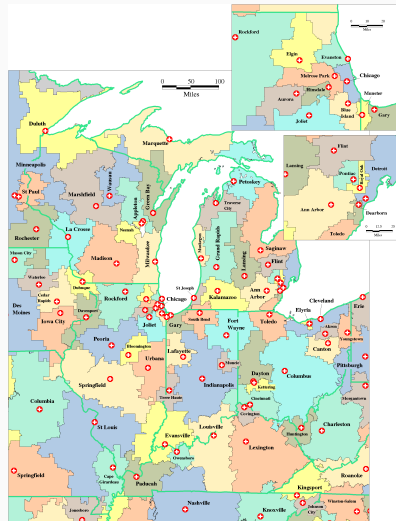 Rockford
Elgin
Evanston
Melrose Park
Chicago
Hinsdale
Munster
Aurora
Blue
Island
Gary
Joliet
0 50 100
Miles
Miles
Duluth
Marquette
Flint
Lansing
Pontiac
Royal Oak
Detroit
Ann Arbor
Dearborn
Toledo
Miles
Minneapolis
St Paul
Wausau
Marshfield
Green Bay
Appleton
Neenah
Petoskey
Traverse
City
Rochester
La Crosse
Mason City
Madison
Milwaukee
Muskegon
Grand Rapids
Lansing
Saginaw
Flint
Waterloo
Dubuque
Cedar
Rapids
Rockford
Chicago
St Joseph
Kalamazoo
Ann
Arbor
Cleveland
Elyria
Erie
Des
Moines
Iowa City
Davenport
Joliet
Gary
South Bend
Fort
Wayne
Toledo
Akron
Youngstown
Canton
Peoria
Bloomington
Urbana
Lafayette
Muncie
Pittsburgh
Dayton
Kettering
Columbus
Springfield
Indianapolis
Terre Haute
Cincinnati
Covington
Morgantown
Columbia
St Louis
Evansville
Louisville
Owensboro
Lexington
Huntington
Charleston
Springfield
Cape
Girardeau
Paducah
Roanoke
Kingsport
Jonesboro
Nashville
Knoxville
Johnson
City
Winston-Salem